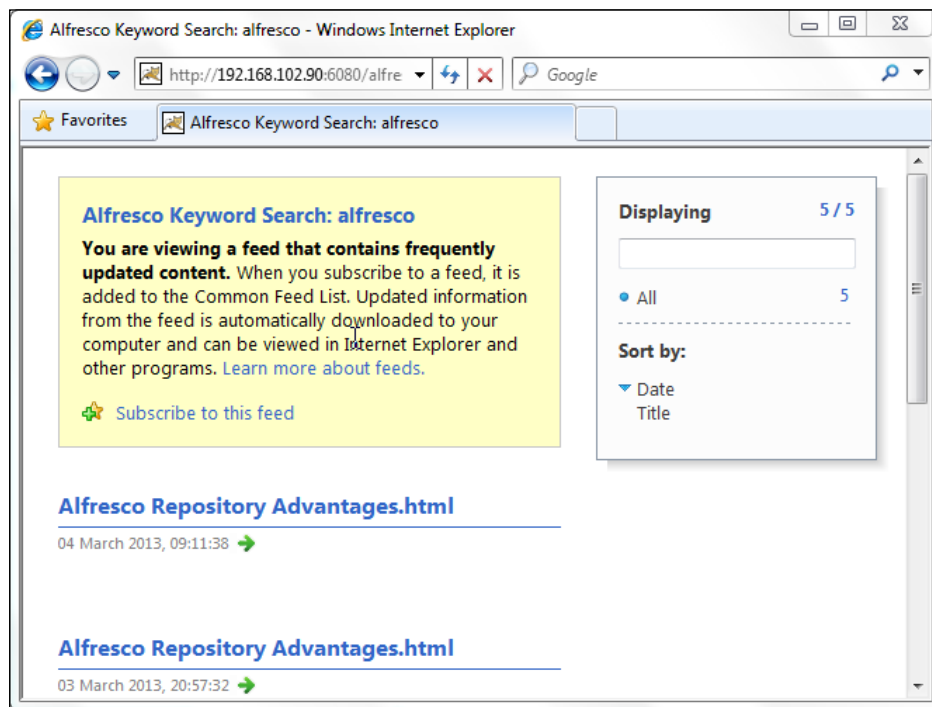 Alfresco Keyword Search: alfresco - Windows Internet Explorer
http://192.168.102.90:6080/alfre
Google
Favorites
Alfresco Keyword Search: alfresco
Alfresco Keyword Search: alfresco
You are viewing a feed that contains frequently
updated content. When you subscribe to a feed, it is
added to the Common Feed List. Updated information
from the feed is automatically downloaded to your
computer and can be viewed in Internet Explorer and
other programs. Learn more about feeds.
Subscribe to this feed
Displaying 5 / 5
All 5
Sort by:
Date
Title
Alfresco Repository Advantages.html
04 March 2013, 09:11:38
Alfresco Repository Advantages.html
03 March 2013, 20:57:32